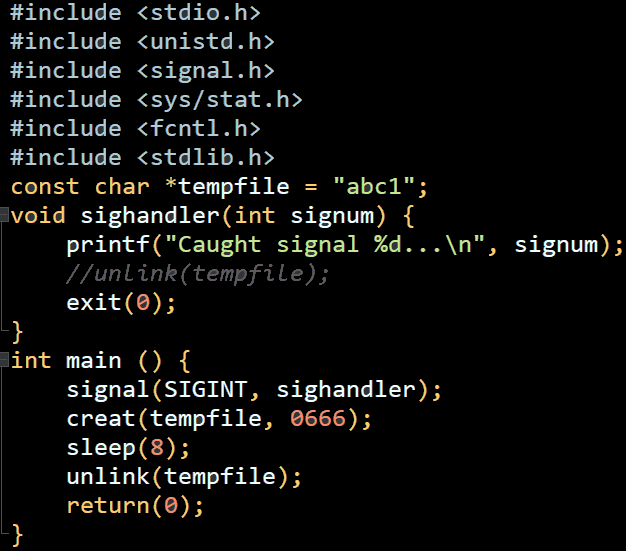 #include <stdio.h>
#include <unistd.h>
#include <signal.h>
#include <sys/stat.h>
#include <fcntl.h>
#include <stdlib.h>
const char *tempfile = "abc1";
void sighandler(int signum) {
    printf("Caught signal %d...\n", signum);
    //unlink(tempfile);
    exit(0);
}
int main () {
    signal(SIGINT, sighandler);
    creat(tempfile, 0666);
    sleep(8);
    unlink(tempfile);
    return(0);
}